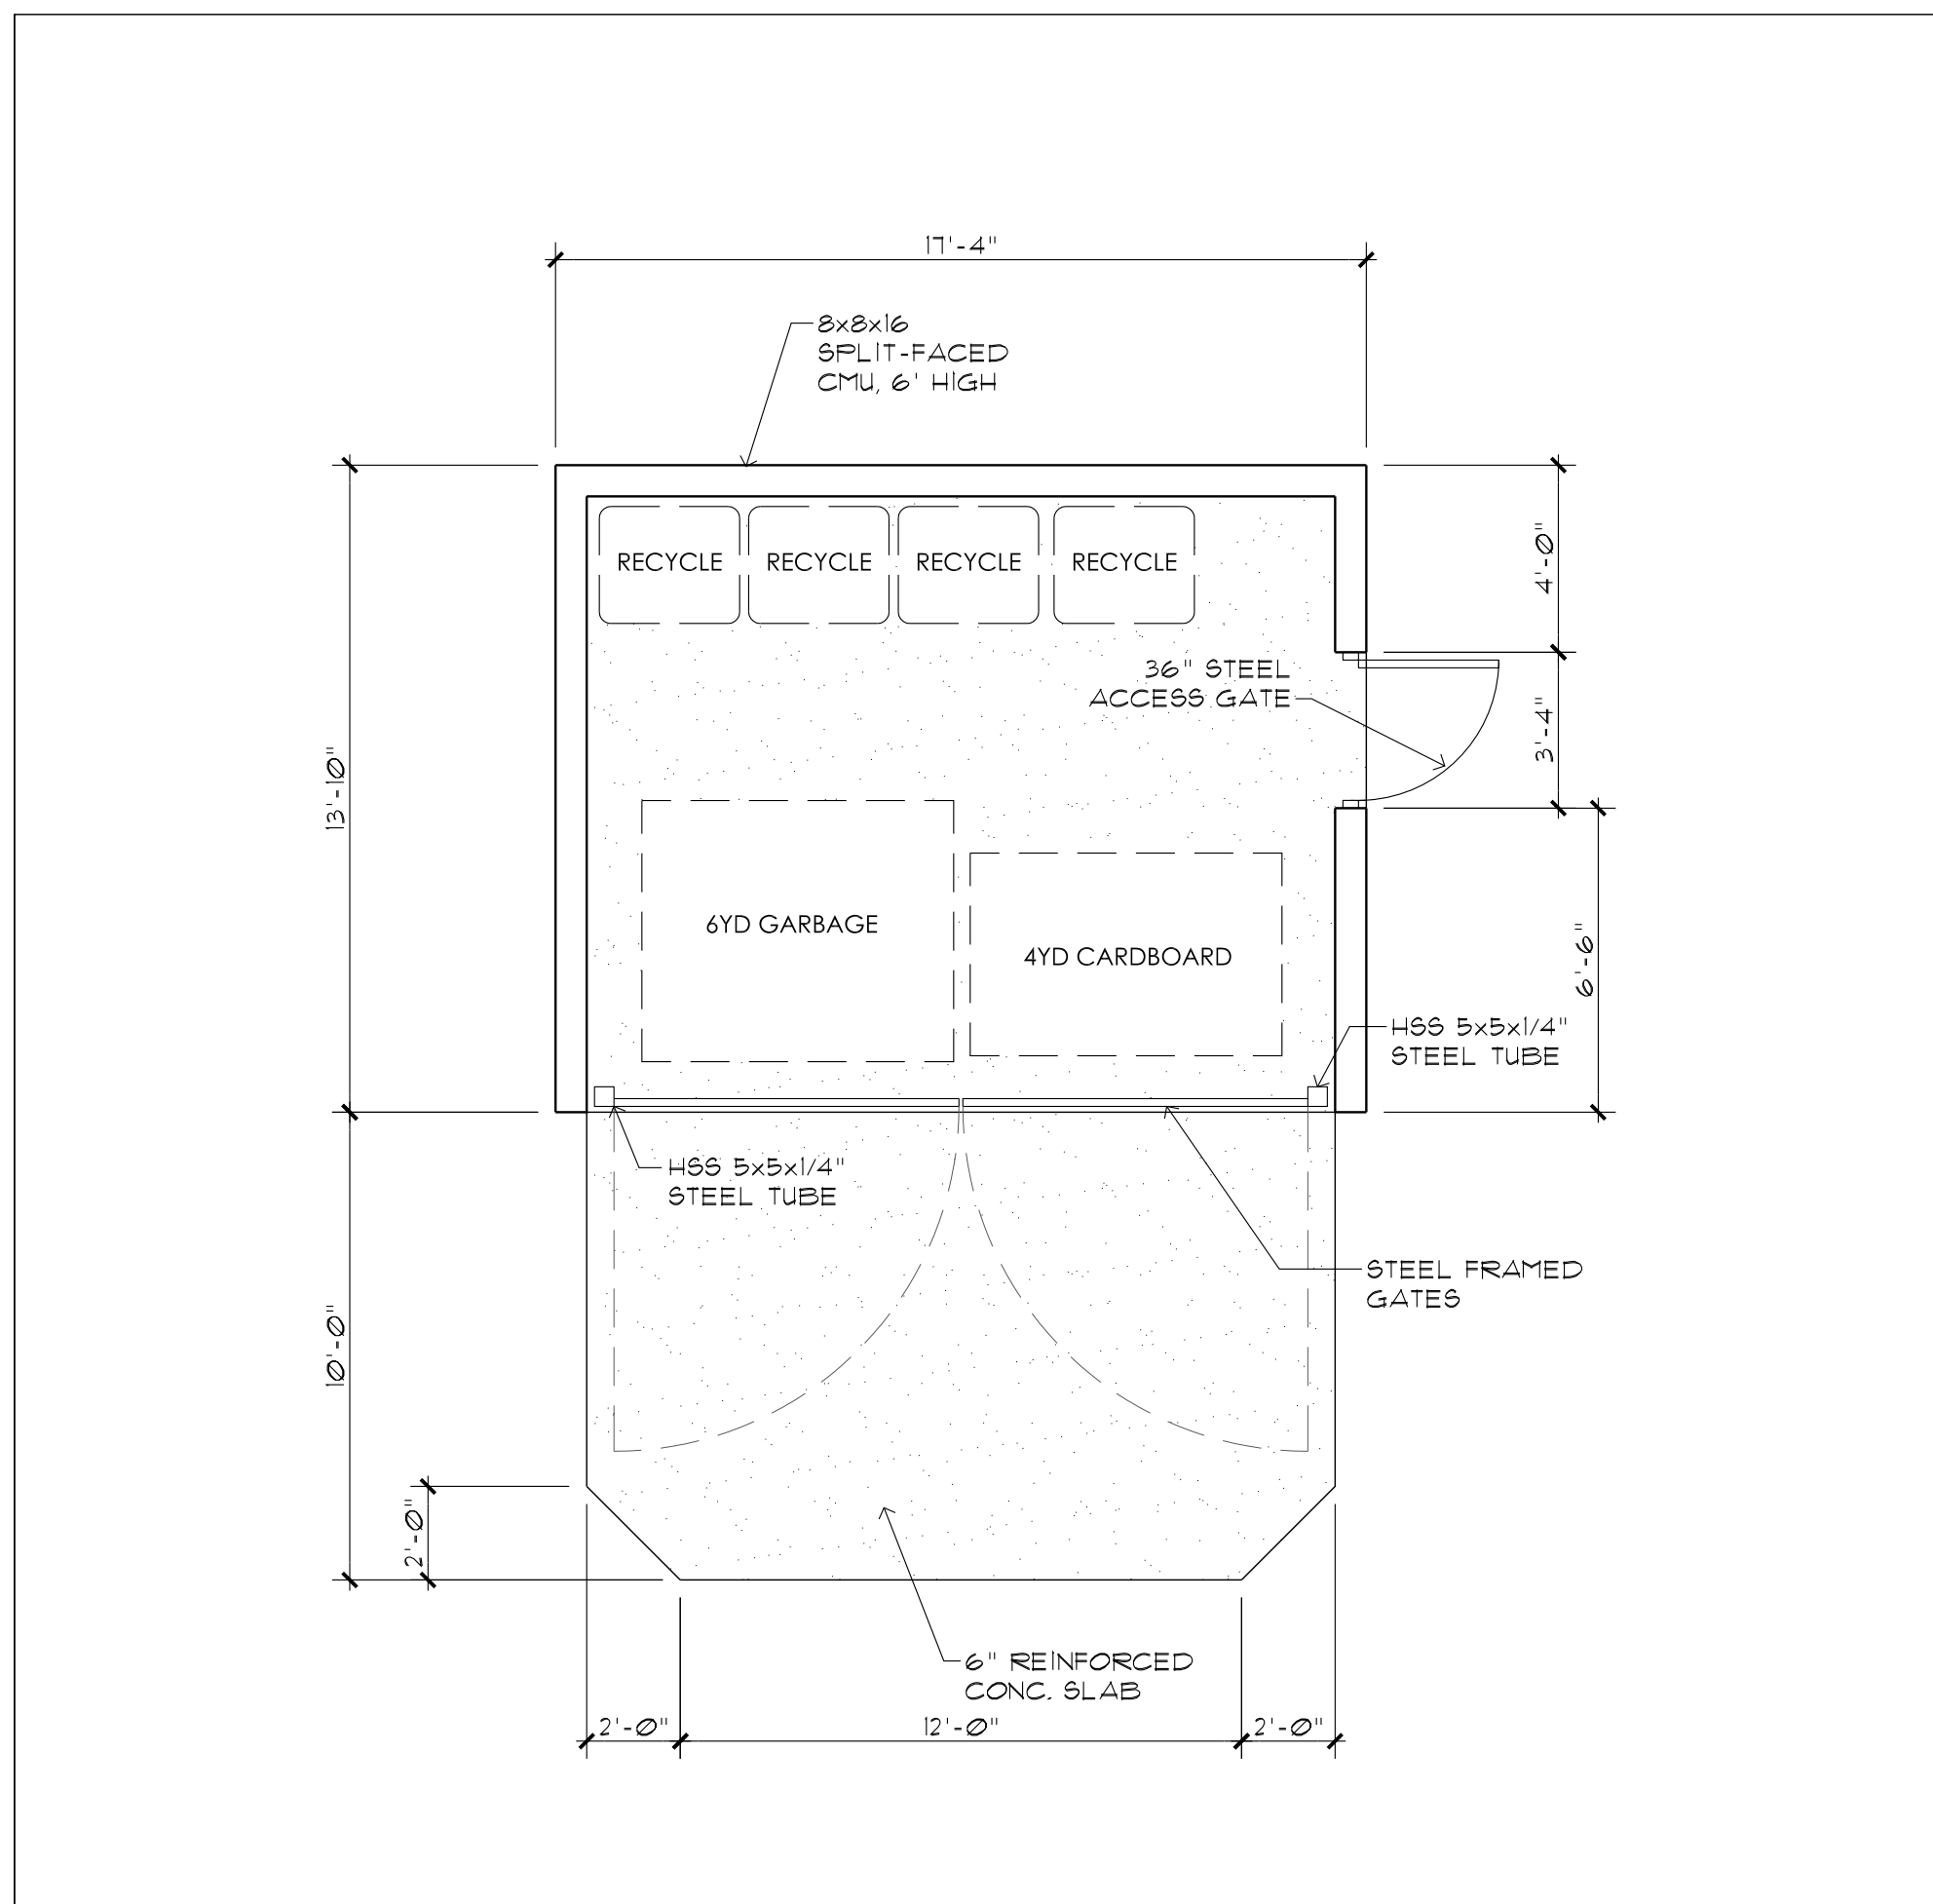 17'-4"
8x8x16
SPLIT-FACED
CMU, 6' HIGH
RECYCLE RECYCLE RECYCLE RECYCLE
4'-0"
36" STEEL
ACCESS GATE
3'-4"
13'-10"
6YD GARBAGE
4YD CARDBOARD
6'-6"
HSS 5x5x1/4"
STEEL TUBE
HSS 5x5x1/4"
STEEL TUBE
STEEL FRAMED
GATES
10'-0"
2'-0"
6" REINFORCED
CONC. SLAB
2'-0" 12'-0" 2'-0"